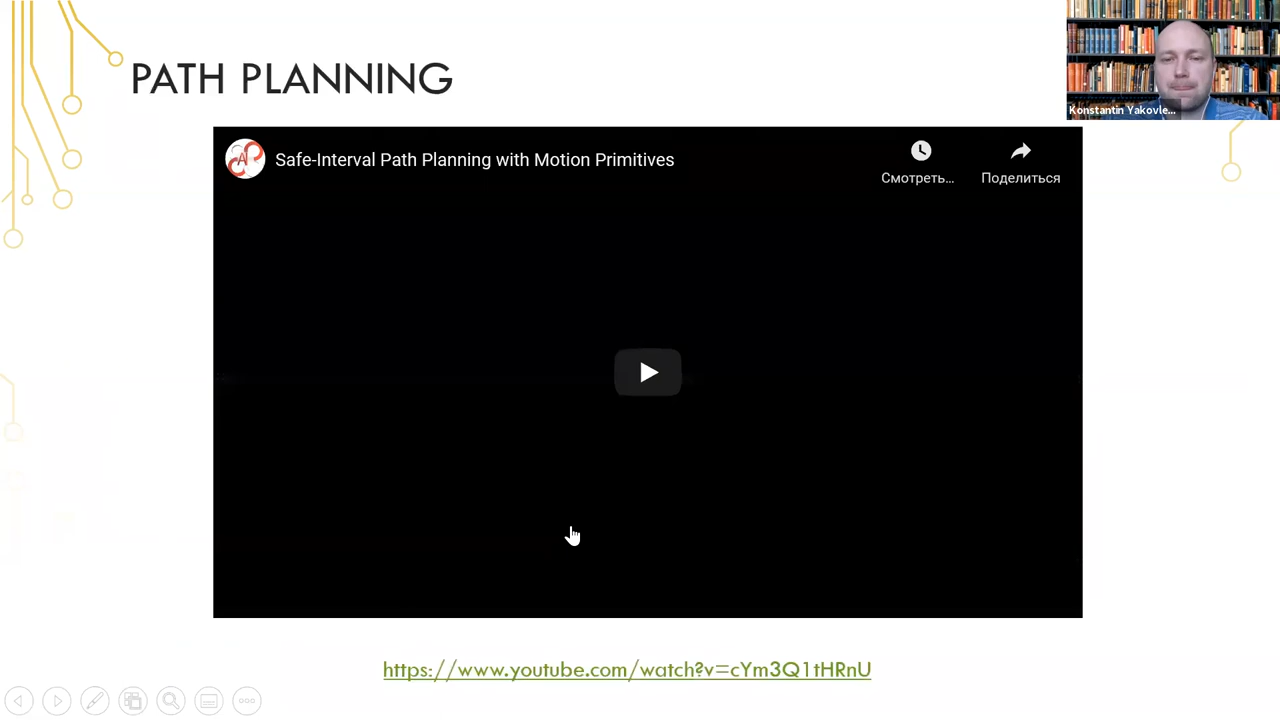 PATH PLANNING
Konstantin Yakovle...
Safe-Interval Path Planning with Motion Primitives
Смотреть...
Поделиться
https://www.youtube.com/watch?v=cYm3Q1tHRnU